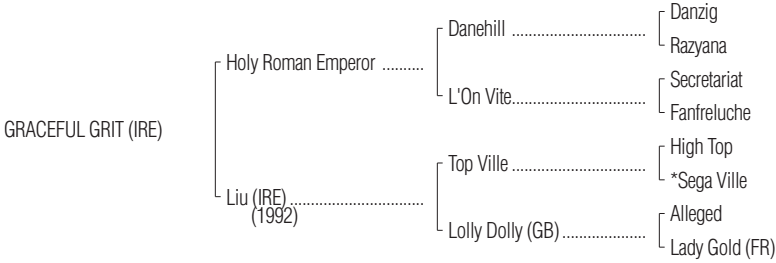 Danzig
Danehill ..................................
Razyana
Holy Roman Emperor ..........
Secretariat
L'On Vite..................................
Fanfreluche
GRACEFUL GRIT (IRE)
High Top
Top Ville ..................................
*Sega Ville
Liu (IRE) .................................
(1992)
Alleged
Lolly Dolly (GB) .....................
Lady Gold (FR)